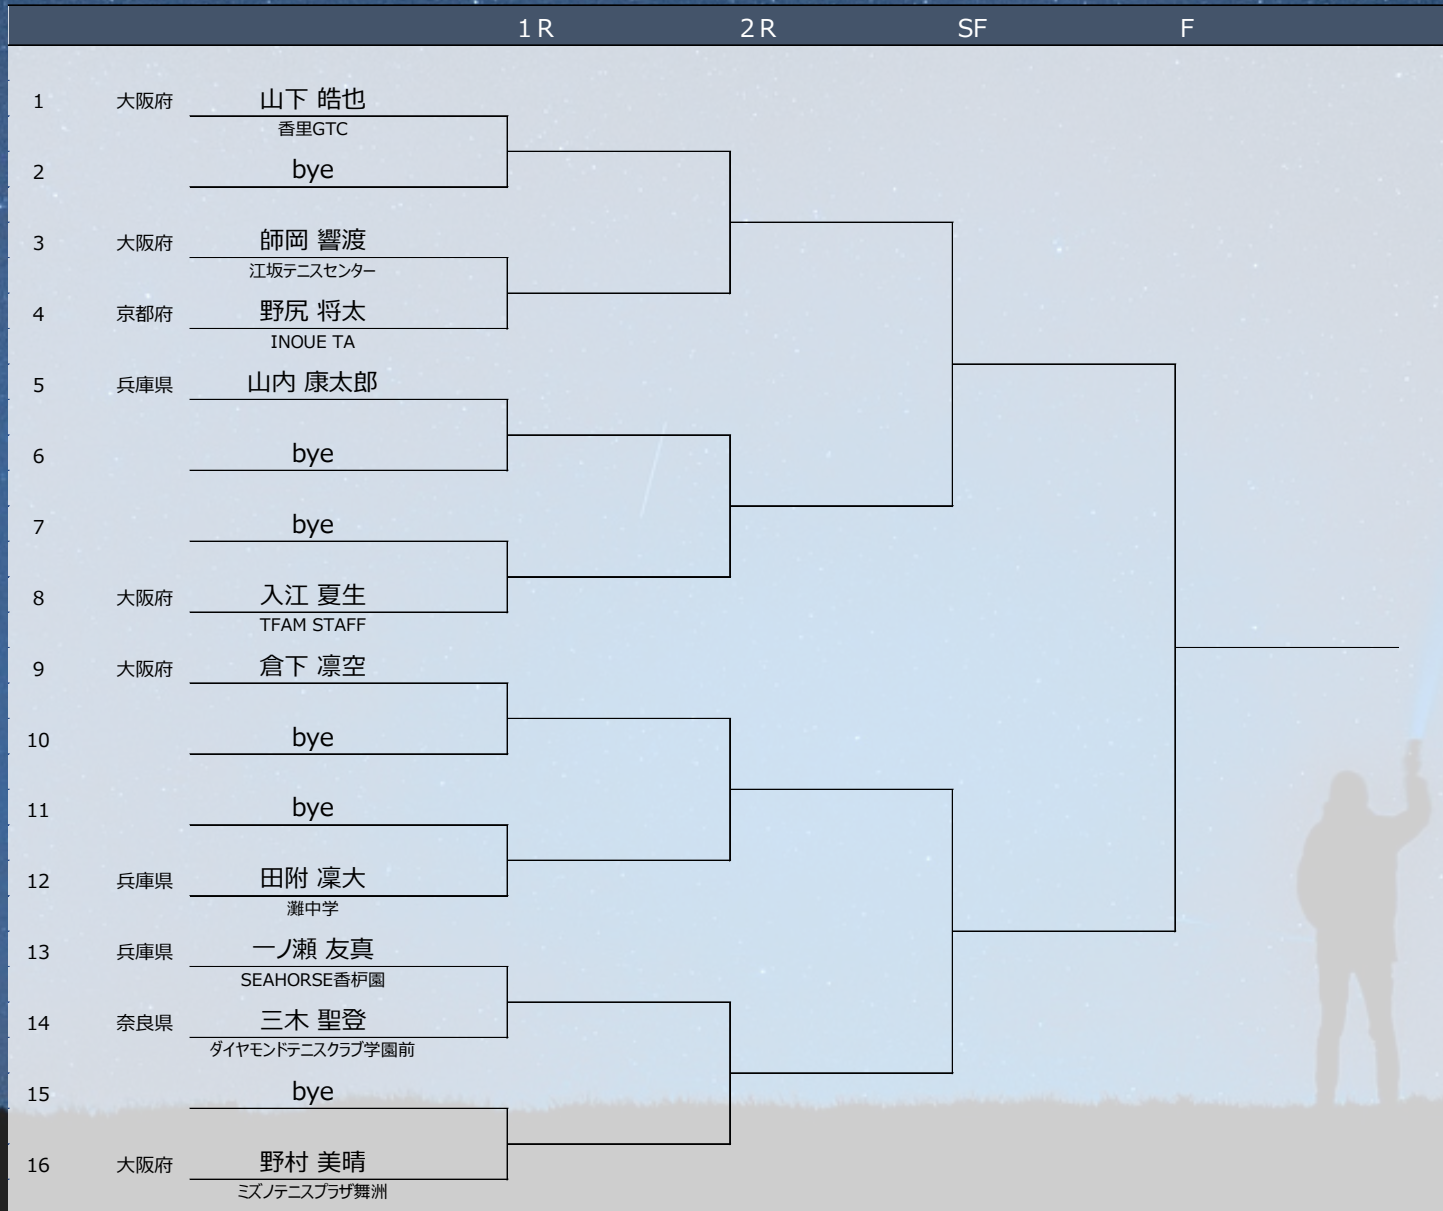 1R 2R SF F
1 大阪府 山下 皓也
香里GTC
2 bye
3 大阪府 師岡 響渡
江坂テニスセンター
4 京都府 野尻 将太
INOUE TA
5 兵庫県 山内 康太郎
6 bye
7 bye
8 大阪府 入江 夏生
TFAM STAFF
9 大阪府 倉下 凛空
10 bye
11 bye
12 兵庫県 田附 凜大
灘中学
13 兵庫県 一ノ瀬 友真
SEAHORSE香枦園
14 奈良県 三木 聖登
ダイヤモンドテニスクラブ学園前
15 bye
16 大阪府 野村 美晴
ミズノテニスプラザ舞洲